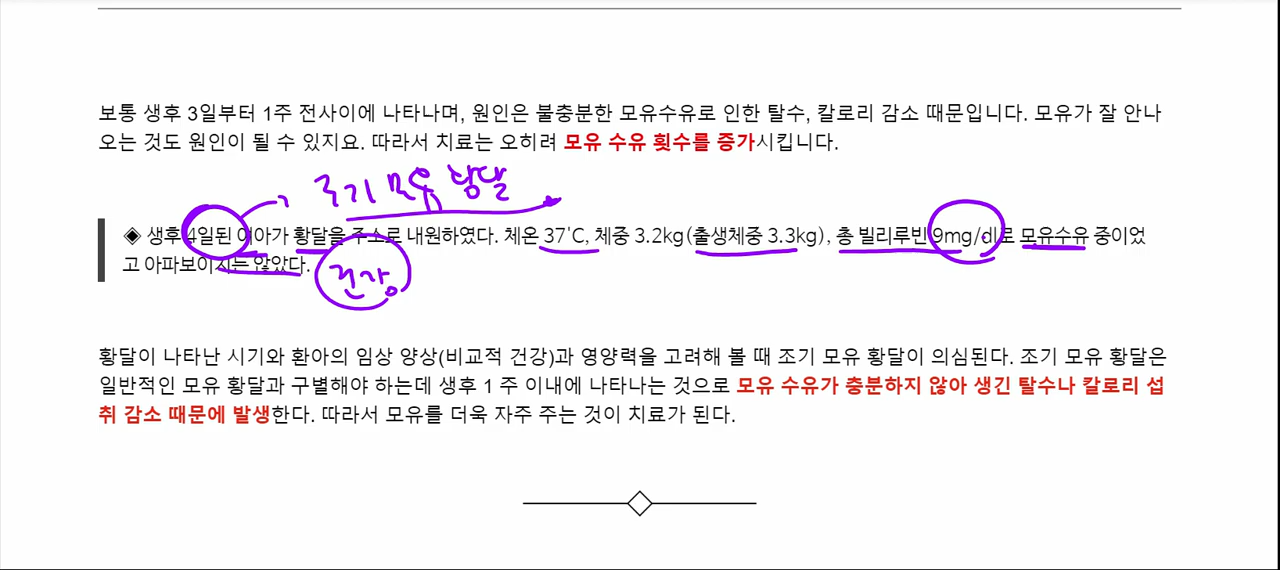 보통 생후 3일부터 1주 전사이에 나타나며, 원인은 불충분한 모유수유로 인한 탈수, 칼로리 감소 때문입니다. 모유가 잘 안나
오는 것도 원인이 될 수 있지요. 따라서 치료는 오히려 모유 수유 횟수를 증가시킵니다.
조기 모유 황달
◈ 생후 4일된 여아가 황달을 주소로 내원하였다. 체온 37℃, 체중 3.2kg(출생체중 3.3kg), 총 빌리루빈 9mg/dl로 모유수유 중이었
고 아파보이지는 않았다.
건강
황달이 나타난 시기와 환아의 임상 양상(비교적 건강)과 영양력을 고려해 볼 때 조기 모유 황달이 의심된다. 조기 모유 황달은
일반적인 모유 황달과 구별해야 하는데 생후 1 주 이내에 나타나는 것으로 모유 수유가 충분하지 않아 생긴 탈수나 칼로리 섭
취 감소 때문에 발생한다. 따라서 모유를 더욱 자주 주는 것이 치료가 된다.